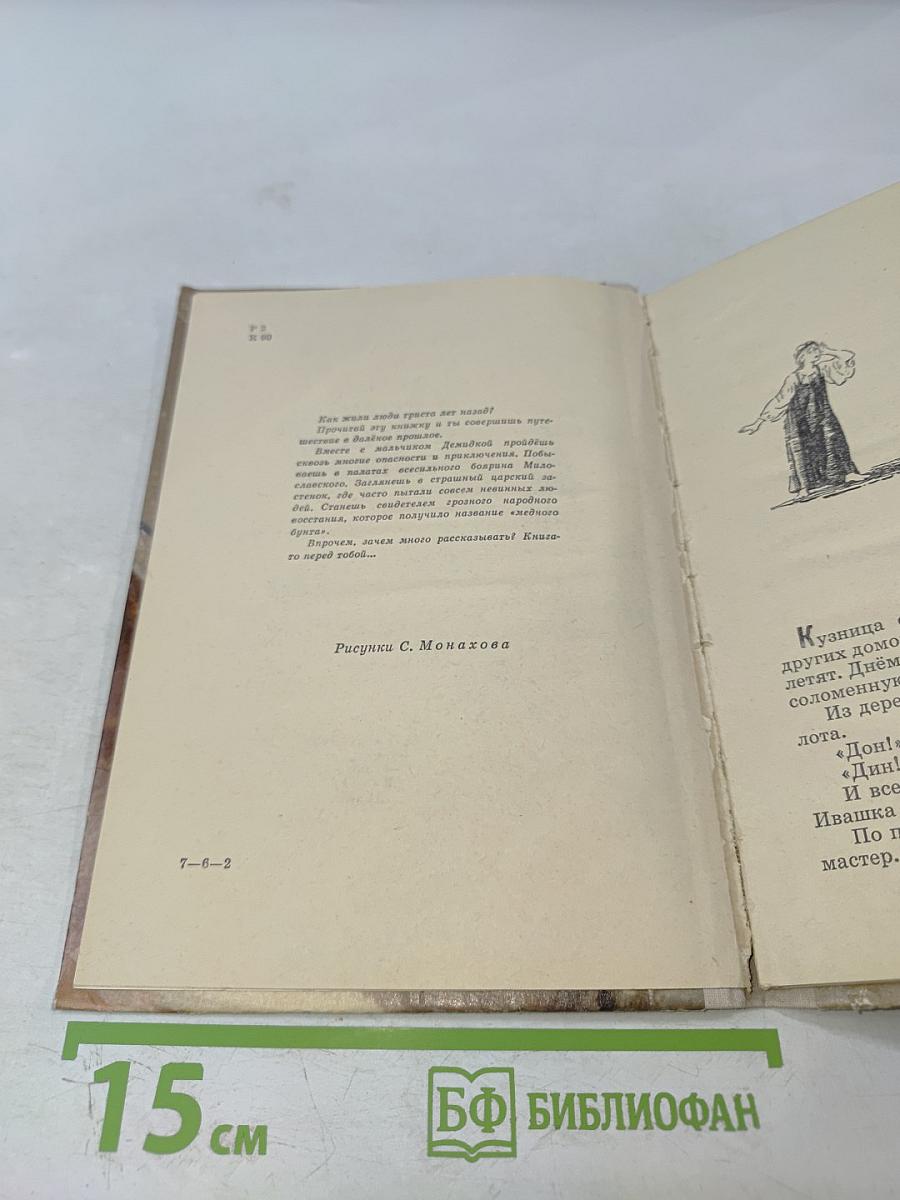 Р 2
К 60
Как жили люди триста лет назад?
Прочитай эту книжку и ты совершишь путе-
шествие в далёкое прошлое.
Вместе с мальчиком Демидкой пройдёшь
сквозь многие опасности и приключения. Побы-
ваешь в палатах всесильного боярина Мило-
славского. Заглянешь в страшный царский за-
стенок, где часто пытали совсем невинных лю-
дей. Станешь свидетелем грозного народного
восстания, которое получило название «медного
бунта».
Впрочем, зачем много рассказывать? Книга-
то перед тобой...
Рисунки С. Монахова
7—6—2
Кузница
других домо
летят. Днём
соломенную
Из дере
лота.
«Дон!»
«Дин!
И все
Ивашка
По п
мастер.
15 см
БФ БИБЛИОФАН